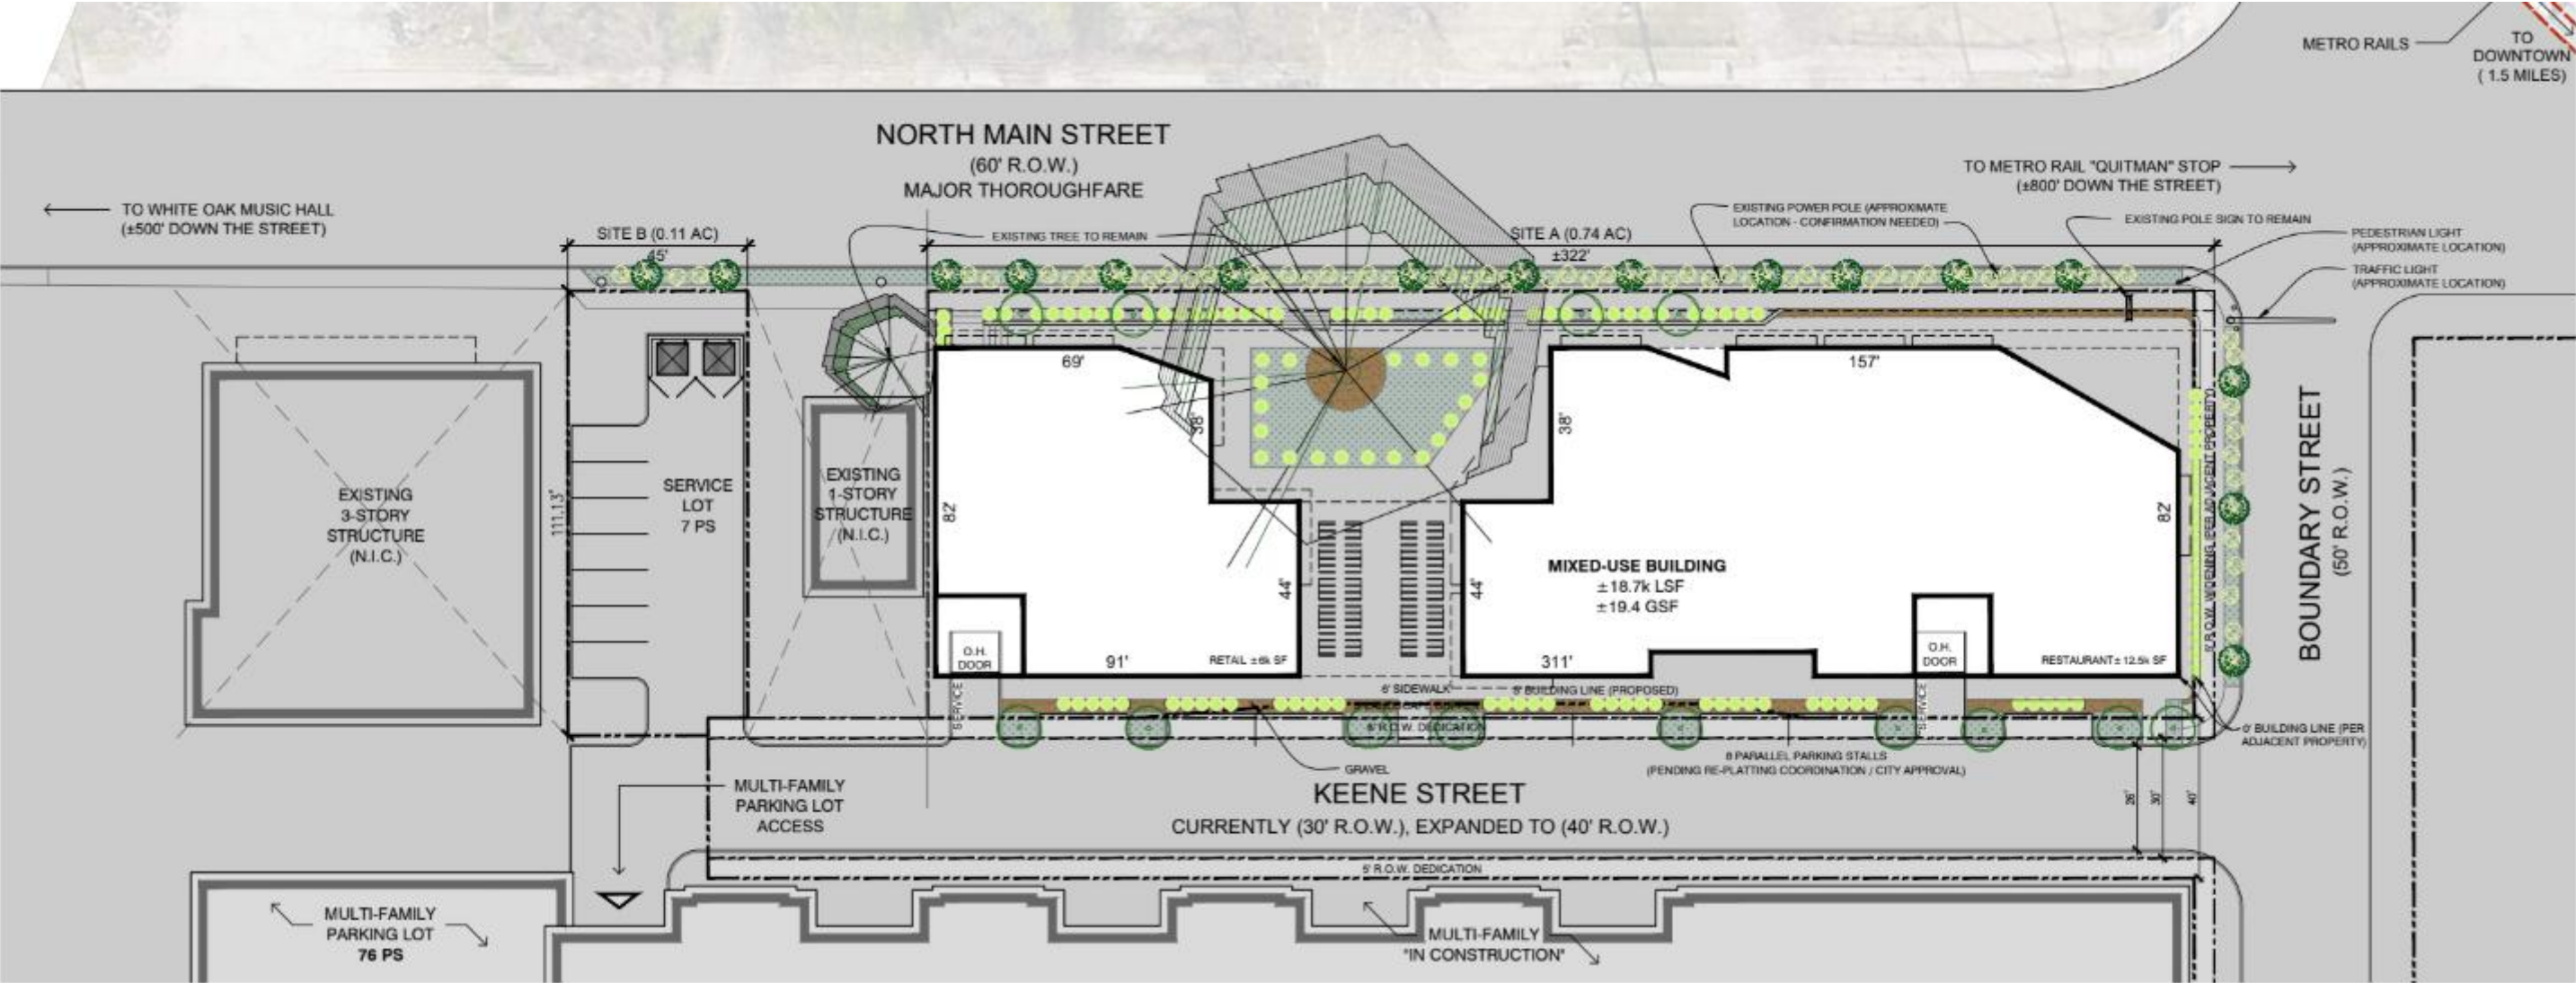 METRO RAILS
TO
DOWNTOWN
( 1.5 MILES)
NORTH MAIN STREET
(60' R.O.W.)
MAJOR THOROUGHFARE
TO METRO RAIL "QUITMAN" STOP
(±800' DOWN THE STREET)
TO WHITE OAK MUSIC HALL
(±500' DOWN THE STREET)
SITE B (0.11 AC)
45'
EXISTING TREE TO REMAIN
SITE A (0.74 AC)
±322'
EXISTING POWER POLE (APPROXIMATE
LOCATION - CONFIRMATION NEEDED)
EXISTING POLE SIGN TO REMAIN
PEDESTRIAN LIGHT
(APPROXIMATE LOCATION)
TRAFFIC LIGHT
(APPROXIMATE LOCATION)
69'
157'
38'
38'
EXISTING
3-STORY
STRUCTURE
(N.I.C.)
111.13"
SERVICE
LOT
7 PS
EXISTING
1-STORY
STRUCTURE
(N.I.C.)
82'
82'
44'
44'
MIXED-USE BUILDING
±18.7k LSF
±19.4 GSF
5' R.O.W. WIDENING (PER ADJACENT PROPERTY)
BOUNDARY STREET
(50' R.O.W.)
O.H.
DOOR
91'
RETAIL ±6k SF
311'
O.H.
DOOR
RESTAURANT± 12.5k SF
SERVICE
6' SIDEWALK
5' BUILDING LINE (PROPOSED)
SERVICE
5' R.O.W. DEDICATION
0' BUILDING LINE (PER
ADJACENT PROPERTY)
GRAVEL
8 PARALLEL PARKING STALLS
(PENDING RE-PLATTING COORDINATION / CITY APPROVAL)
MULTI-FAMILY
PARKING LOT
ACCESS
KEENE STREET
CURRENTLY (30' R.O.W.), EXPANDED TO (40' R.O.W.)
26'
30'
40'
5' R.O.W. DEDICATION
MULTI-FAMILY
PARKING LOT
76 PS
MULTI-FAMILY
"IN CONSTRUCTION"